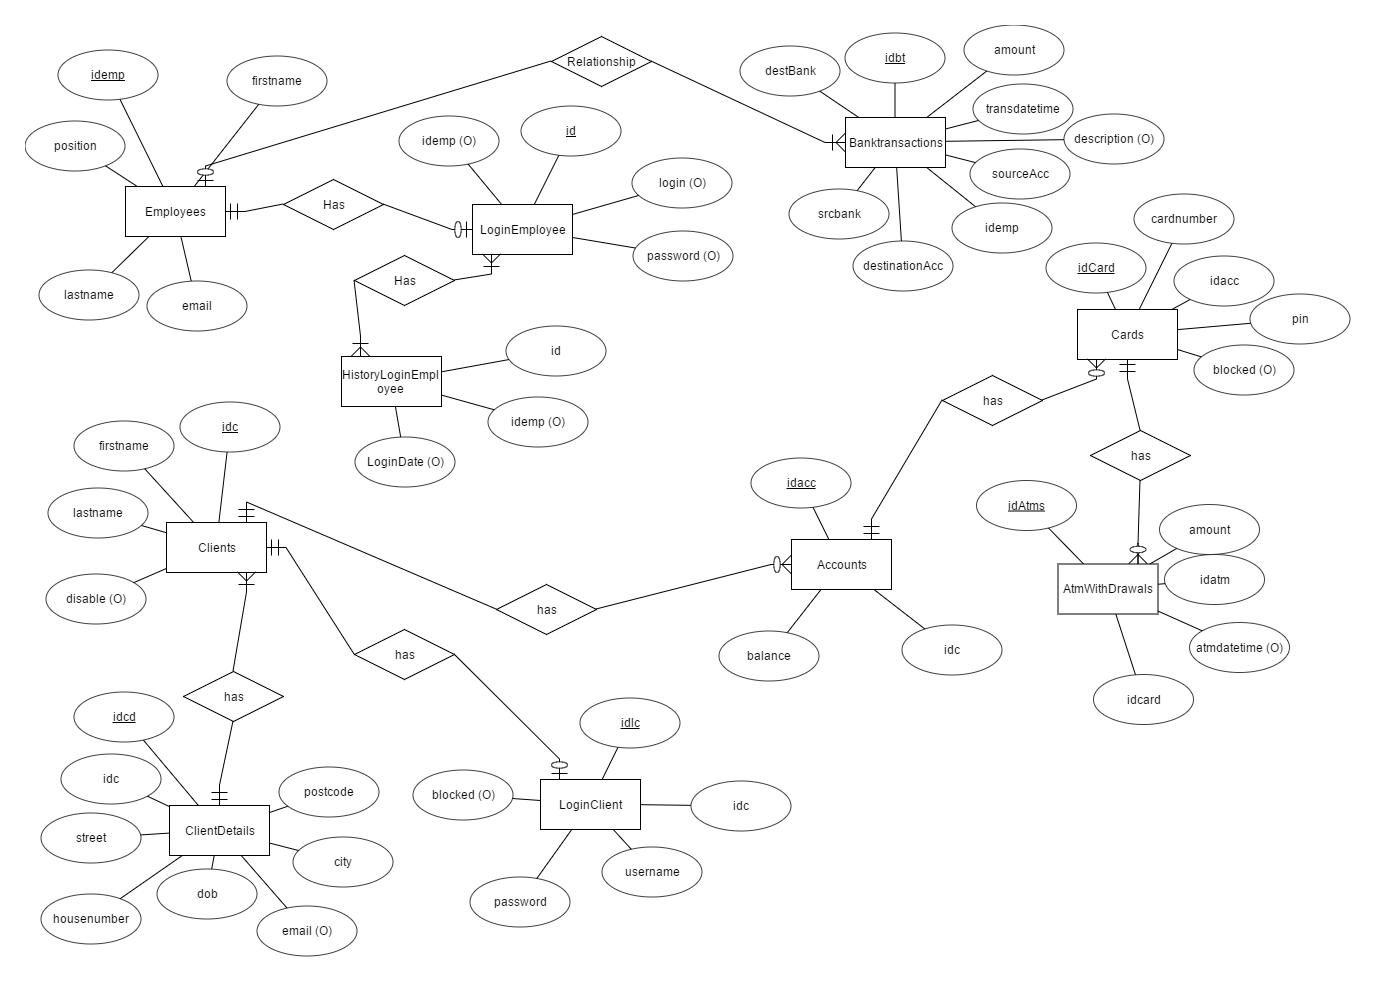 idemp
firstname
position
Employees
lastname
email
Relationship
Has
idemp (O)
id
login (O)
LoginEmployee
password (O)
Has
HistoryLoginEmpl
oyee
id
idemp (O)
LoginDate (O)
destBank
idbt
amount
transdatetime
Banktransactions
description (O)
sourceAcc
srcbank
idemp
destinationAcc
cardnumber
idCard
idacc
pin
Cards
blocked (O)
has
has
idAtms
amount
idatm
AtmWithDrawals
atmdatetime (O)
idcard
idacc
Accounts
balance
idc
has
firstname
idc
lastname
Clients
disable (O)
has
has
idcd
idc
postcode
street
ClientDetails
city
dob
housenumber
email (O)
idlc
blocked (O)
LoginClient
idc
username
password